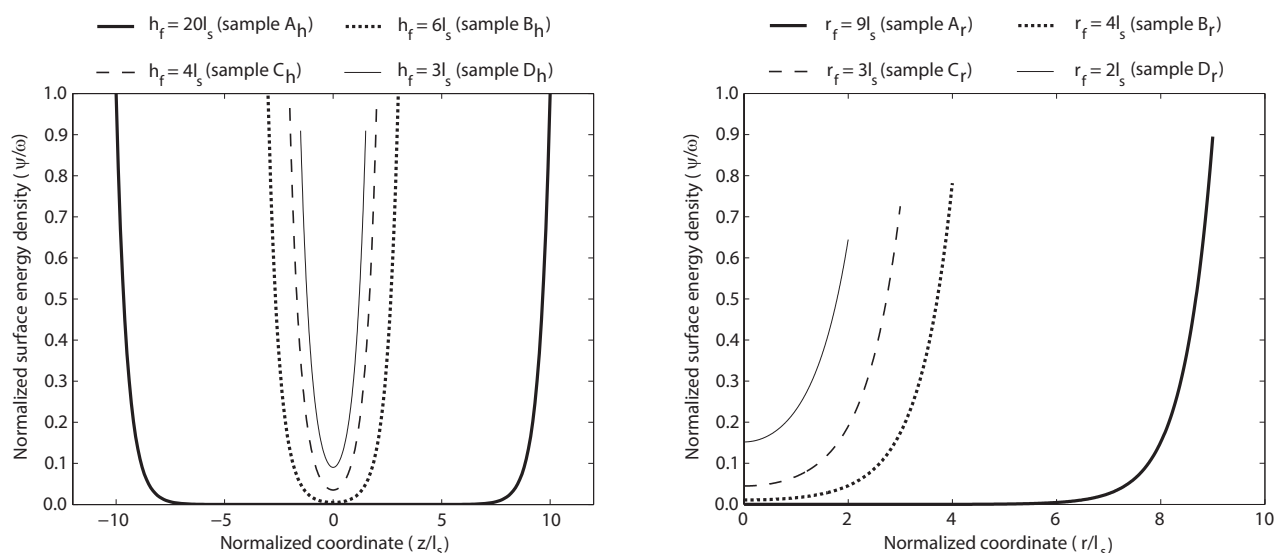 h_f = 20l_s (sample A_h) h_f = 6l_s (sample B_h)
h_f = 4l_s (sample C_h) h_f = 3l_s (sample D_h)
1.0
0.9
0.8
0.7
0.6
0.5
0.4
0.3
0.2
0.1
0.0
Normalized surface energy density ( ψ/ω)
−10 −5 0 5 10
Normalized coordinate ( z/l_s)
r_f = 9l_s (sample A_r) r_f = 4l_s (sample B_r)
r_f = 3l_s (sample C_r) r_f = 2l_s (sample D_r)
1.0
0.9
0.8
0.7
0.6
0.5
0.4
0.3
0.2
0.1
0.0
Normalized surface energy density ( ψ/ω)
0 2 4 6 8 10
Normalized coordinate ( r/l_s)